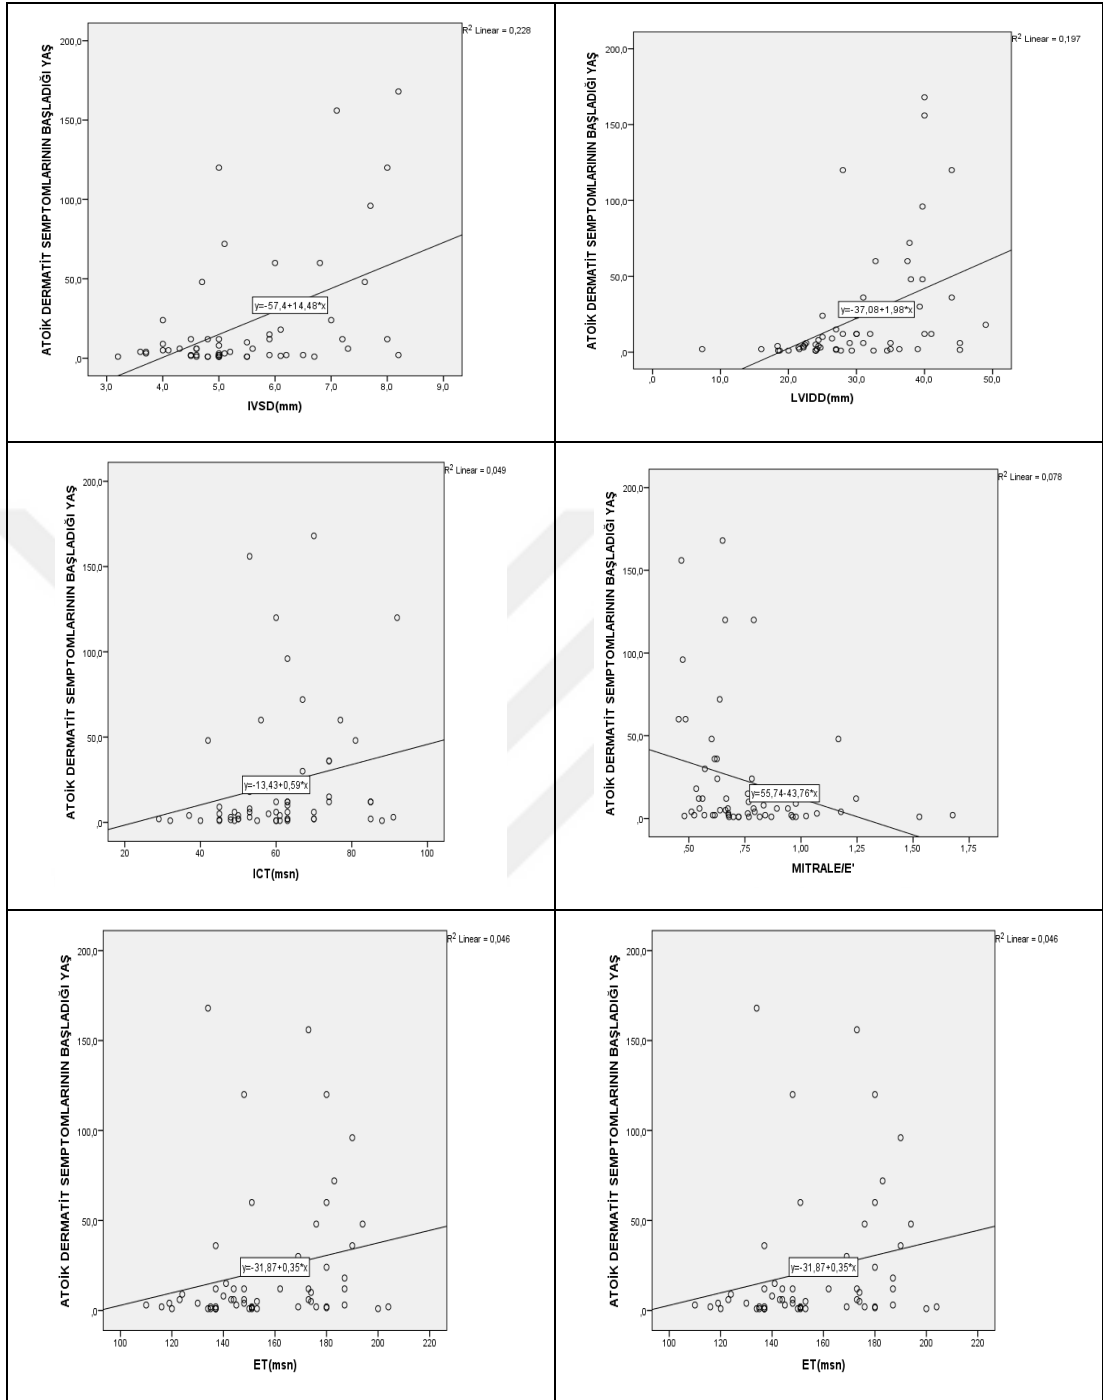 R² Linear = 0,228
ATOİK DERMATİT SEMPTOMLARININ BAŞLADIĞI YAŞ
200,0
150,0
100,0
50,0
,0
y=-57,4+14,48*x
3,0 4,0 5,0 6,0 7,0 8,0 9,0
IVSD(mm)
R² Linear = 0,197
ATOİK DERMATİT SEMPTOMLARININ BAŞLADIĞI YAŞ
200,0
150,0
100,0
50,0
,0
y=-37,08+1,98*x
,0 10,0 20,0 30,0 40,0 50,0
LVIDD(mm)
R² Linear = 0,049
ATOİK DERMATİT SEMPTOMLARININ BAŞLADIĞI YAŞ
200,0
150,0
100,0
50,0
,0
y=-13,43+0,59*x
20 40 60 80 100
ICT(msn)
R² Linear = 0,078
ATOİK DERMATİT SEMPTOMLARININ BAŞLADIĞI YAŞ
200,0
150,0
100,0
50,0
,0
y=55,74-43,76*x
,50 ,75 1,00 1,25 1,50 1,75
MITRALE/E'
R² Linear = 0,046
ATOİK DERMATİT SEMPTOMLARININ BAŞLADIĞI YAŞ
200,0
150,0
100,0
50,0
,0
y=-31,87+0,35*x
100 120 140 160 180 200 220
ET(msn)
R² Linear = 0,046
ATOİK DERMATİT SEMPTOMLARININ BAŞLADIĞI YAŞ
200,0
150,0
100,0
50,0
,0
y=-31,87+0,35*x
100 120 140 160 180 200 220
ET(msn)